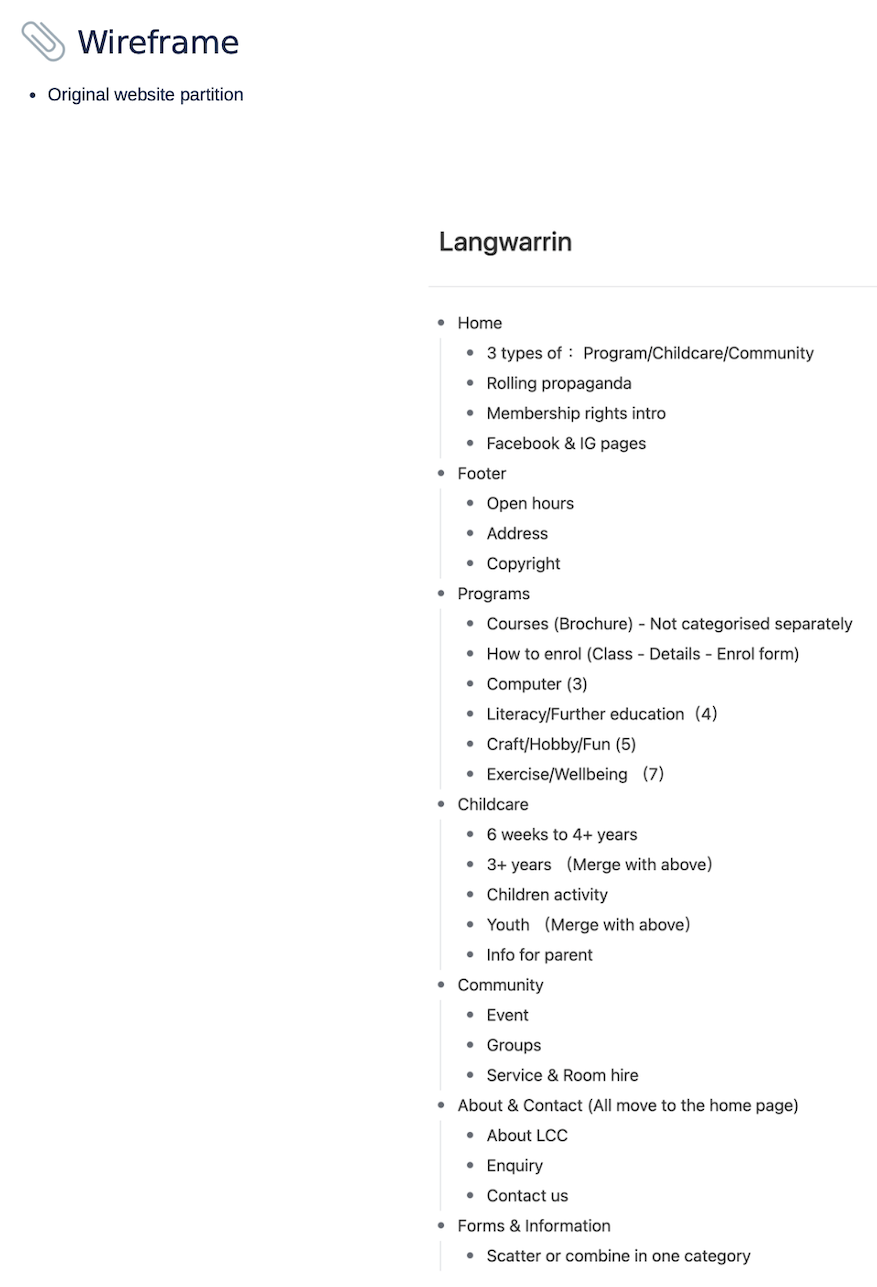 Wireframe
Original website partition
Langwarrin
Home
3 types of： Program/Childcare/Community
Rolling propaganda
Membership rights intro
Facebook & IG pages
Footer
Open hours
Address
Copyright
Programs
Courses (Brochure) - Not categorised separately
How to enrol (Class - Details - Enrol form)
Computer (3)
Literacy/Further education（4）
Craft/Hobby/Fun (5)
Exercise/Wellbeing （7）
Childcare
6 weeks to 4+ years
3+ years （Merge with above）
Children activity
Youth （Merge with above）
Info for parent
Community
Event
Groups
Service & Room hire
About & Contact (All move to the home page)
About LCC
Enquiry
Contact us
Forms & Information
Scatter or combine in one category